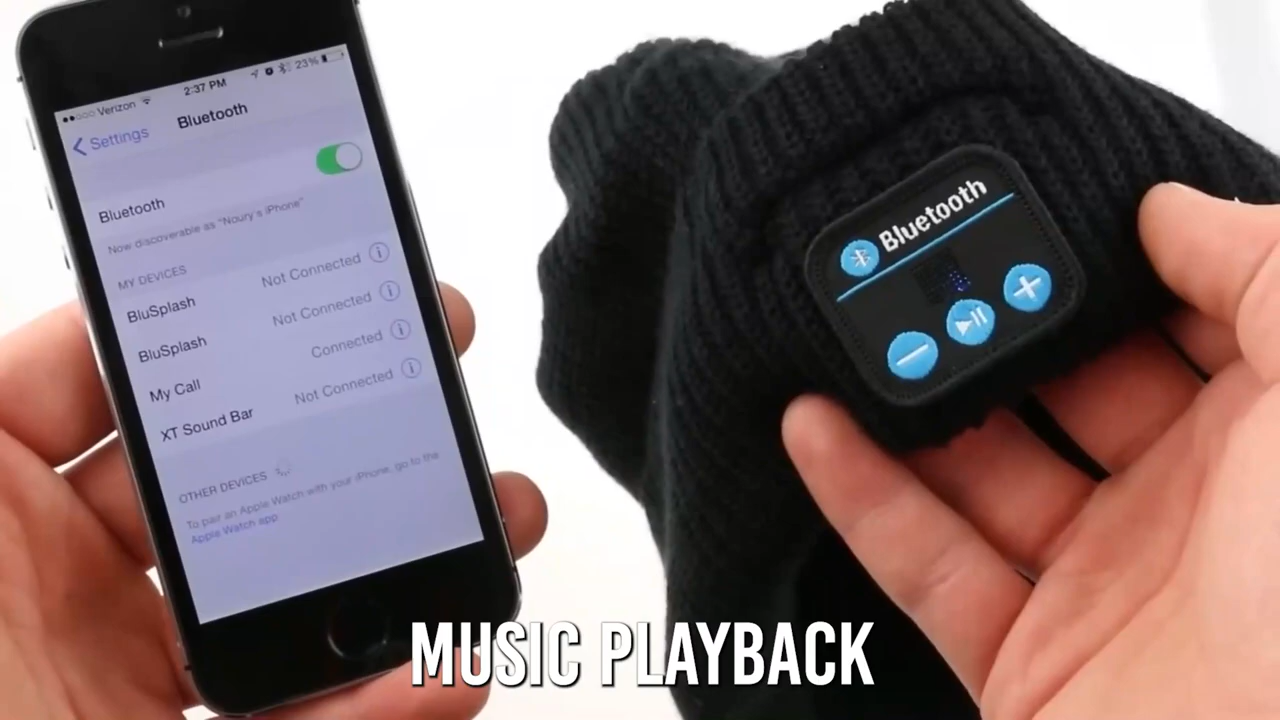 Verizon 2:37 PM 23%
Settings Bluetooth
Bluetooth
Now discoverable as "Noury's iPhone"
MY DEVICES
BluSplash Not Connected
BluSplash Not Connected
My Call Connected
XT Sound Bar Not Connected
OTHER DEVICES
To pair an Apple Watch with your iPhone, go to the
Apple Watch app
Bluetooth
MUSIC PLAYBACK